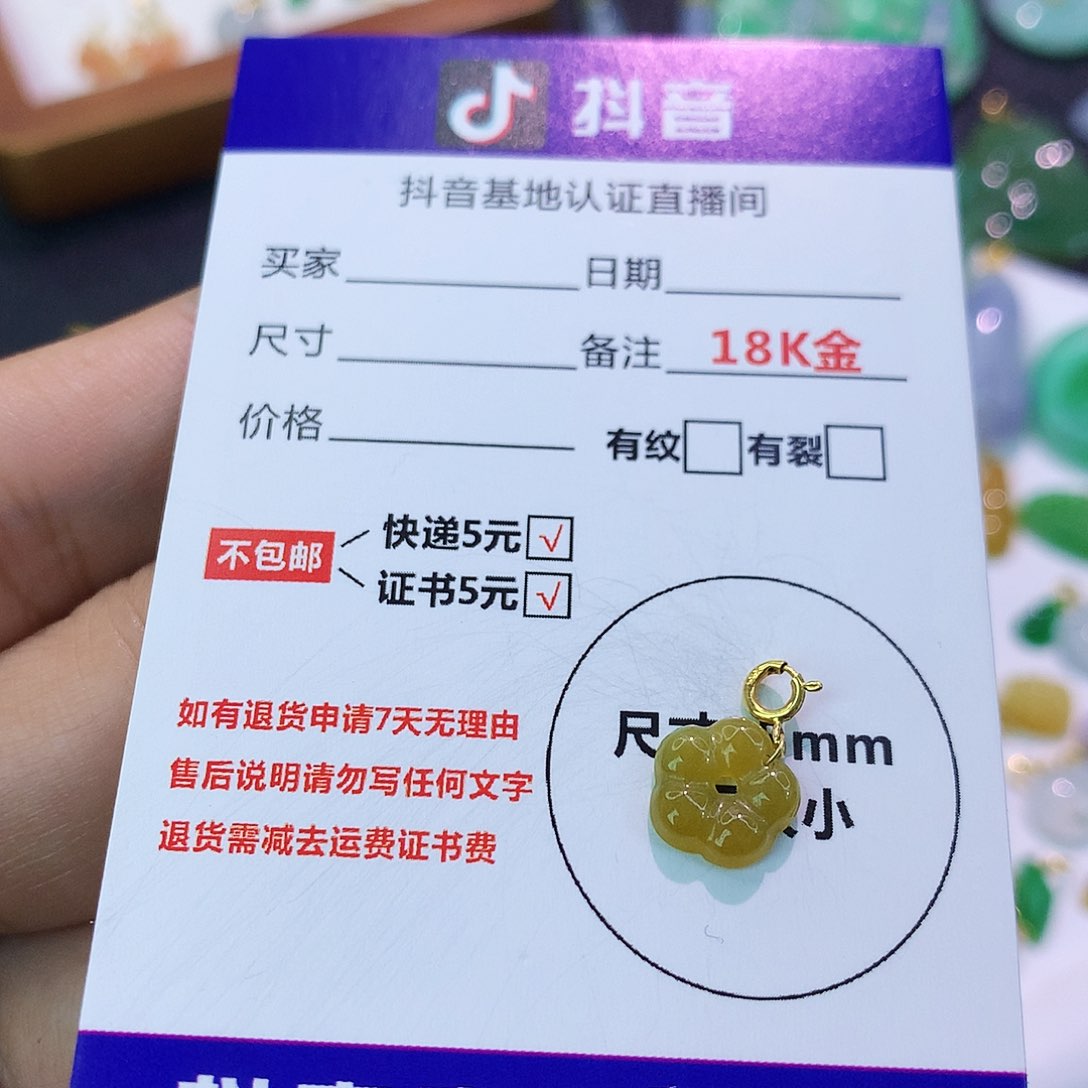 抖音
抖音基地认证直播间
买家 日期
尺寸 备注 18K金
价格 有纹 有裂
不包邮
快递5元 √
证书5元 √
如有退货申请7天无理由
售后说明请勿写任何文字
退货需减去运费证书费
尺寸 mm
小